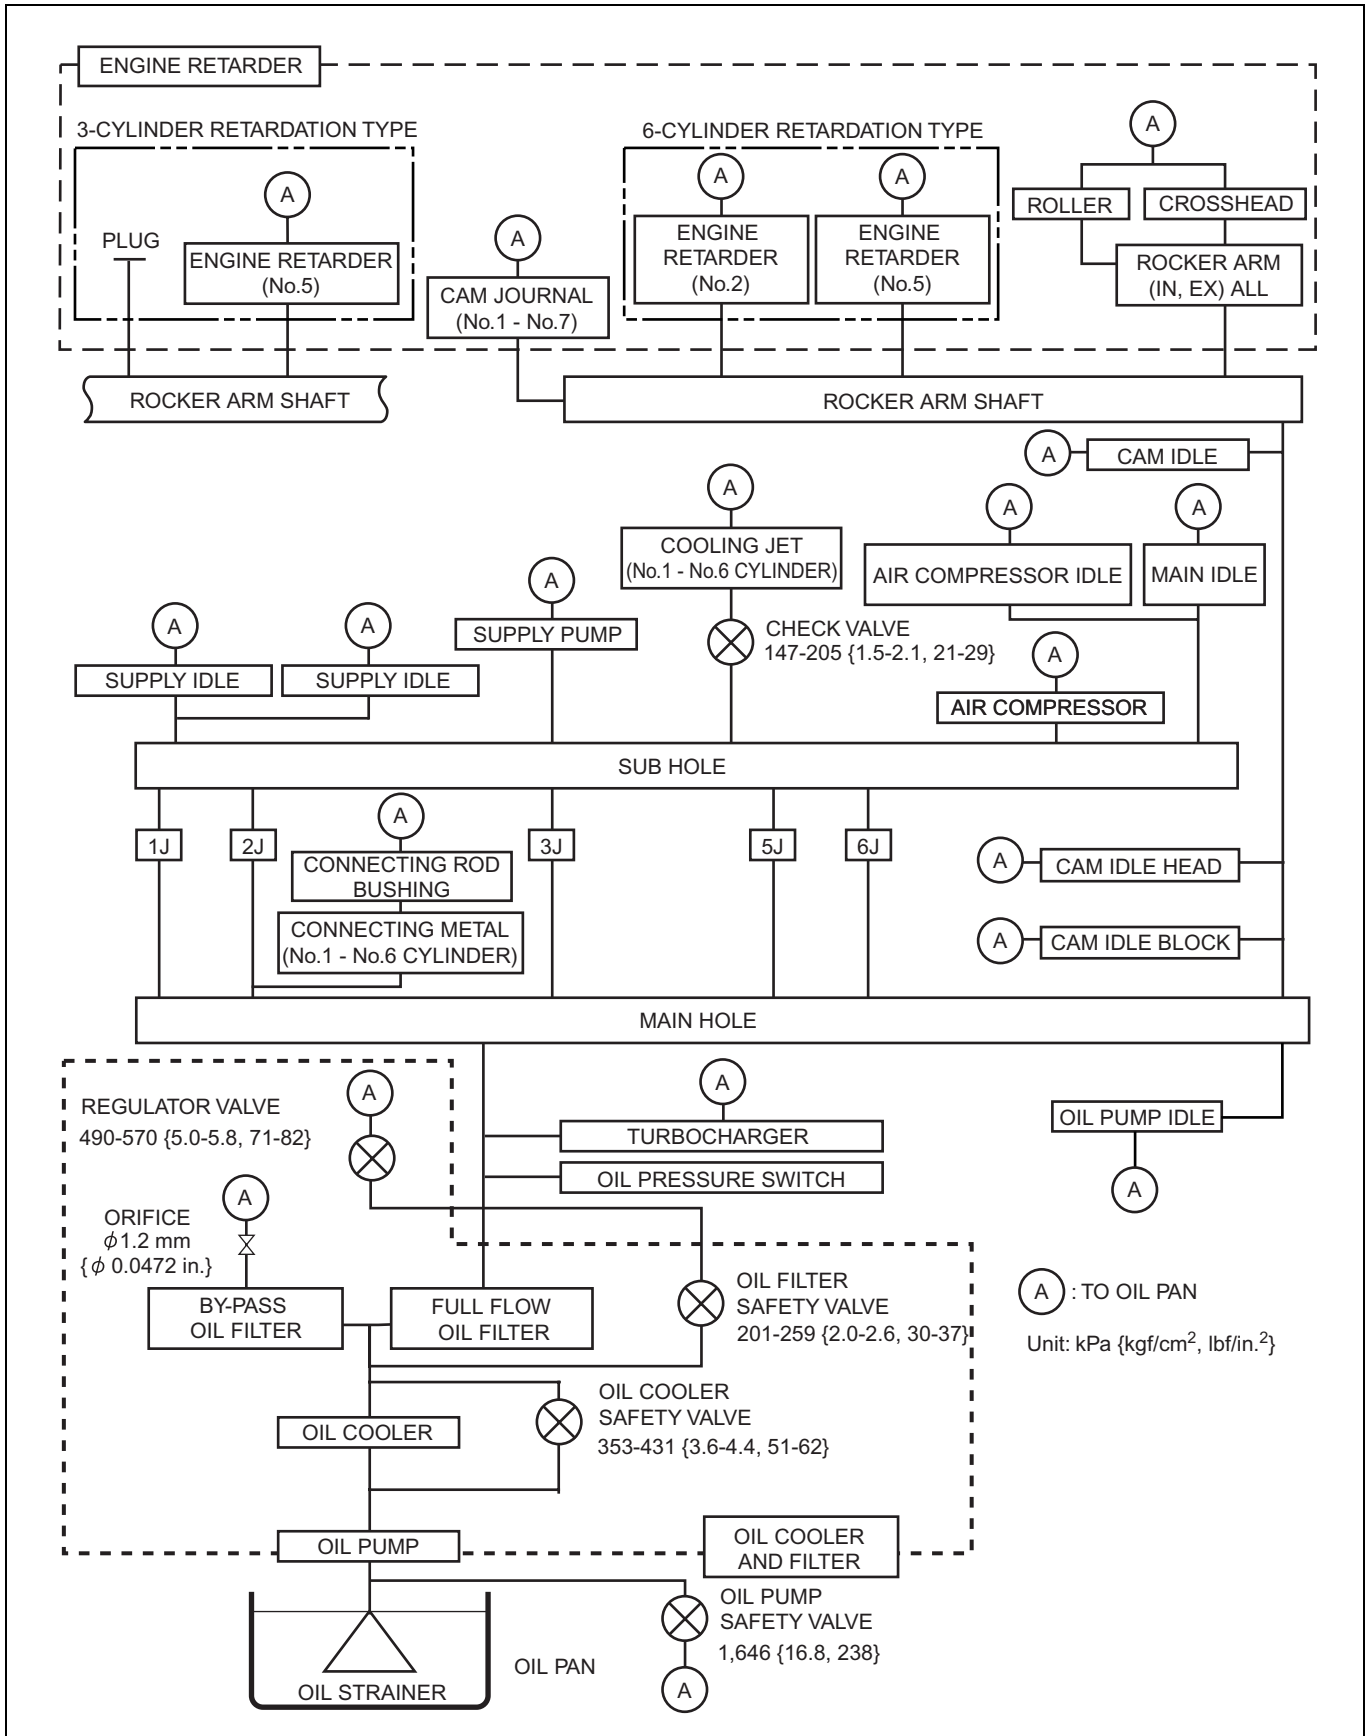 ENGINE RETARDER
3-CYLINDER RETARDATION TYPE
6-CYLINDER RETARDATION TYPE
A
A
A
A
A
PLUG
ENGINE RETARDER
(No.5)
CAM JOURNAL
(No.1 - No.7)
ENGINE
RETARDER
(No.2)
ENGINE
RETARDER
(No.5)
ROLLER
CROSSHEAD
ROCKER ARM
(IN, EX) ALL
ROCKER ARM SHAFT
ROCKER ARM SHAFT
A
CAM IDLE
A
COOLING JET
(No.1 - No.6 CYLINDER)
A
AIR COMPRESSOR IDLE
A
MAIN IDLE
A
SUPPLY IDLE
A
SUPPLY IDLE
A
SUPPLY PUMP
CHECK VALVE
147-205 {1.5-2.1, 21-29}
A
AIR COMPRESSOR
SUB HOLE
1J
2J
3J
5J
6J
A
CONNECTING ROD
BUSHING
CONNECTING METAL
(No.1 - No.6 CYLINDER)
A
CAM IDLE HEAD
A
CAM IDLE BLOCK
MAIN HOLE
REGULATOR VALVE
490-570 {5.0-5.8, 71-82}
A
A
TURBOCHARGER
OIL PRESSURE SWITCH
OIL PUMP IDLE
A
A
ORIFICE
ϕ1.2 mm
{ϕ 0.0472 in.}
BY-PASS
OIL FILTER
FULL FLOW
OIL FILTER
OIL FILTER
SAFETY VALVE
201-259 {2.0-2.6, 30-37}
A : TO OIL PAN
Unit: kPa {kgf/cm², lbf/in.²}
OIL COOLER
OIL COOLER
SAFETY VALVE
353-431 {3.6-4.4, 51-62}
OIL PUMP
OIL COOLER
AND FILTER
OIL PUMP
SAFETY VALVE
1,646 {16.8, 238}
A
OIL PAN
OIL STRAINER